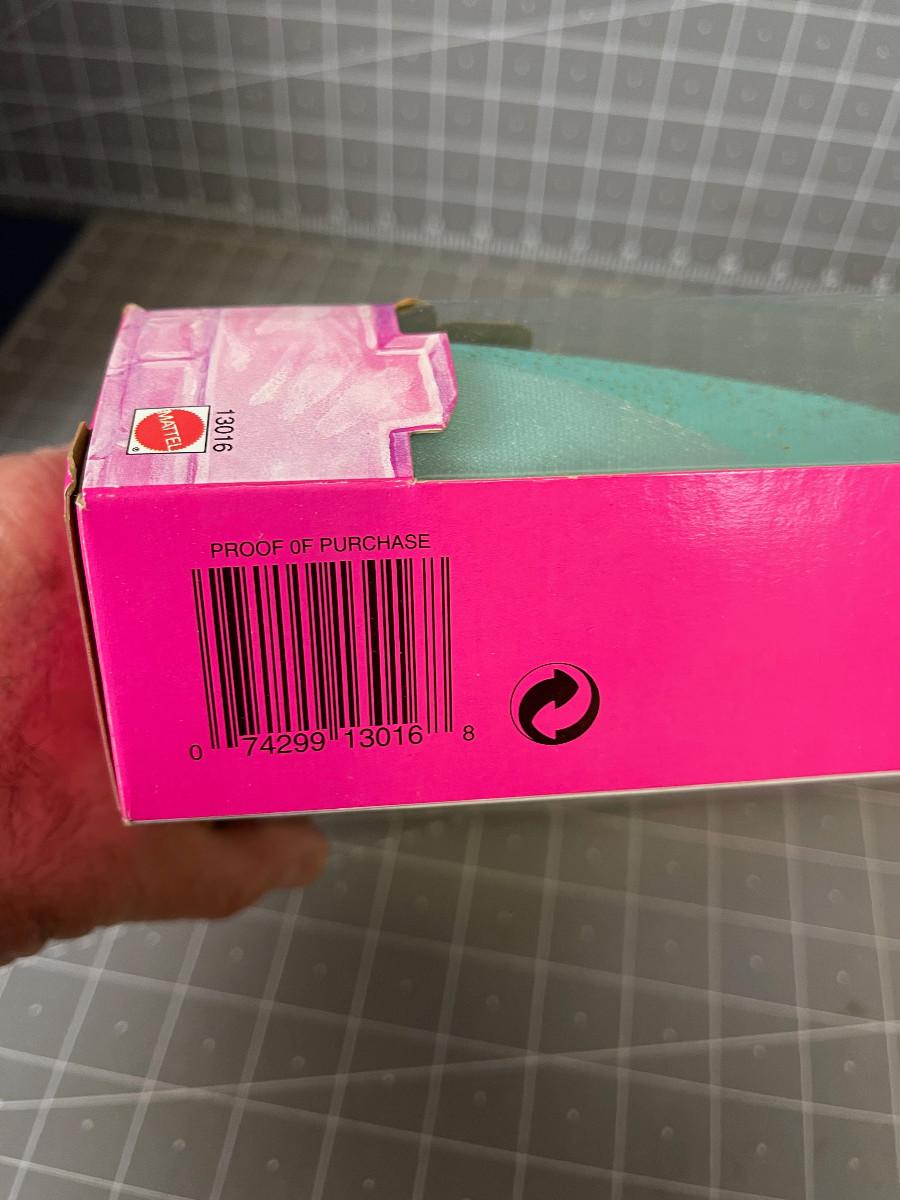 MATTEL
®
13016
PROOF 0F PURCHASE
0 74299 13016 8